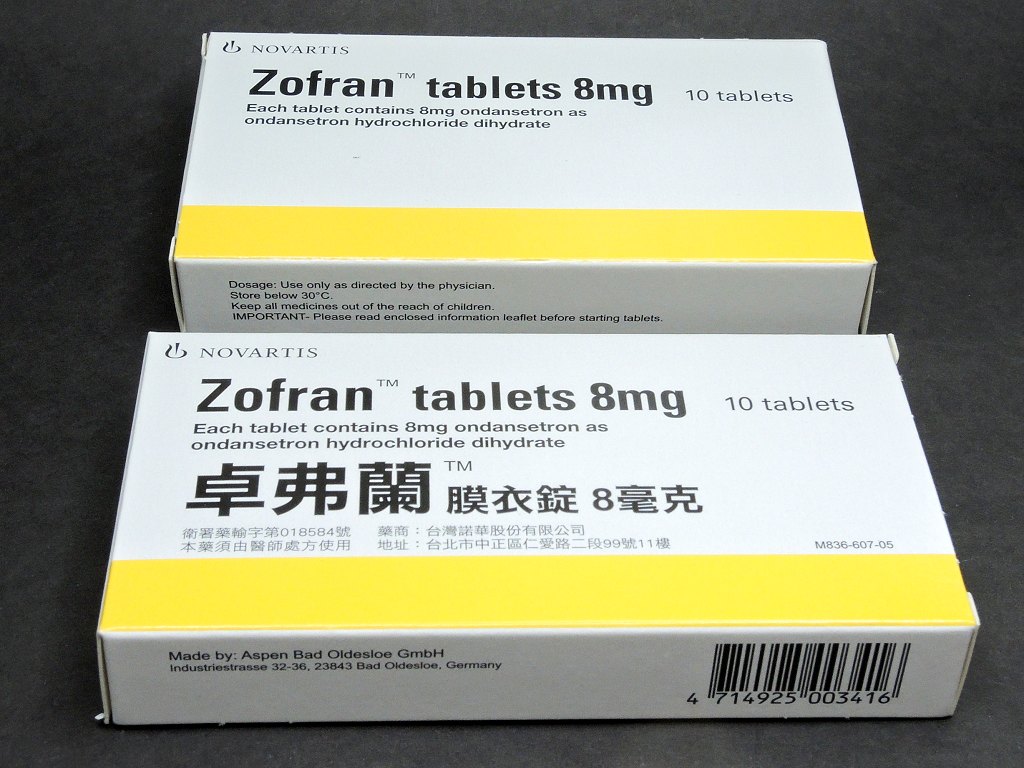 NOVARTIS
Zofran™ tablets 8mg 10 tablets
Each tablet contains 8mg ondansetron as
ondansetron hydrochloride dihydrate
Dosage: Use only as directed by the physician.
Store below 30°C.
Keep all medicines out of the reach of children.
IMPORTANT- Please read enclosed information leaflet before starting tablets.
NOVARTIS
Zofran™ tablets 8mg 10 tablets
Each tablet contains 8mg ondansetron as
ondansetron hydrochloride dihydrate
卓弗蘭™ 膜衣錠 8毫克
衛署藥輸字第018584號 藥商：台灣諾華股份有限公司
本藥須由醫師處方使用 地址：台北市中正區仁愛路二段99號11樓
M836-607-05
Made by: Aspen Bad Oldesloe GmbH
Industriestrasse 32-36, 23843 Bad Oldesloe, Germany
4 714925 003416